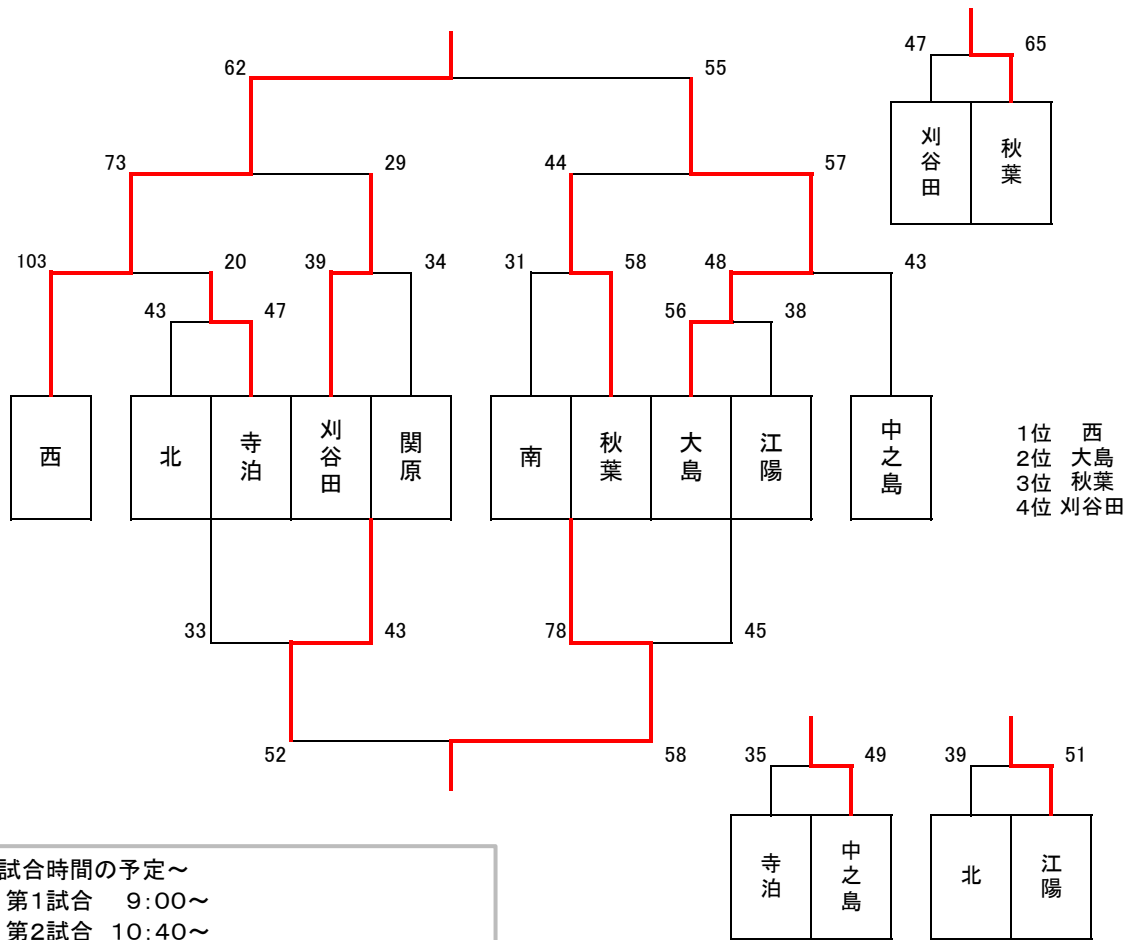 47 65
62 55
刈谷田
秋葉
73 29 44 57
103 20 39 34 31 58 48 43
43 47 56 38
西
北
寺泊
刈谷田
関原
南
秋葉
大島
江陽
中之島
1位 西
2位 大島
3位 秋葉
4位 刈谷田
33 43 78 45
52 58
35 49 39 51
寺泊
中之島
北
江陽
試合時間の予定～
第1試合 9:00～
第2試合 10:40～